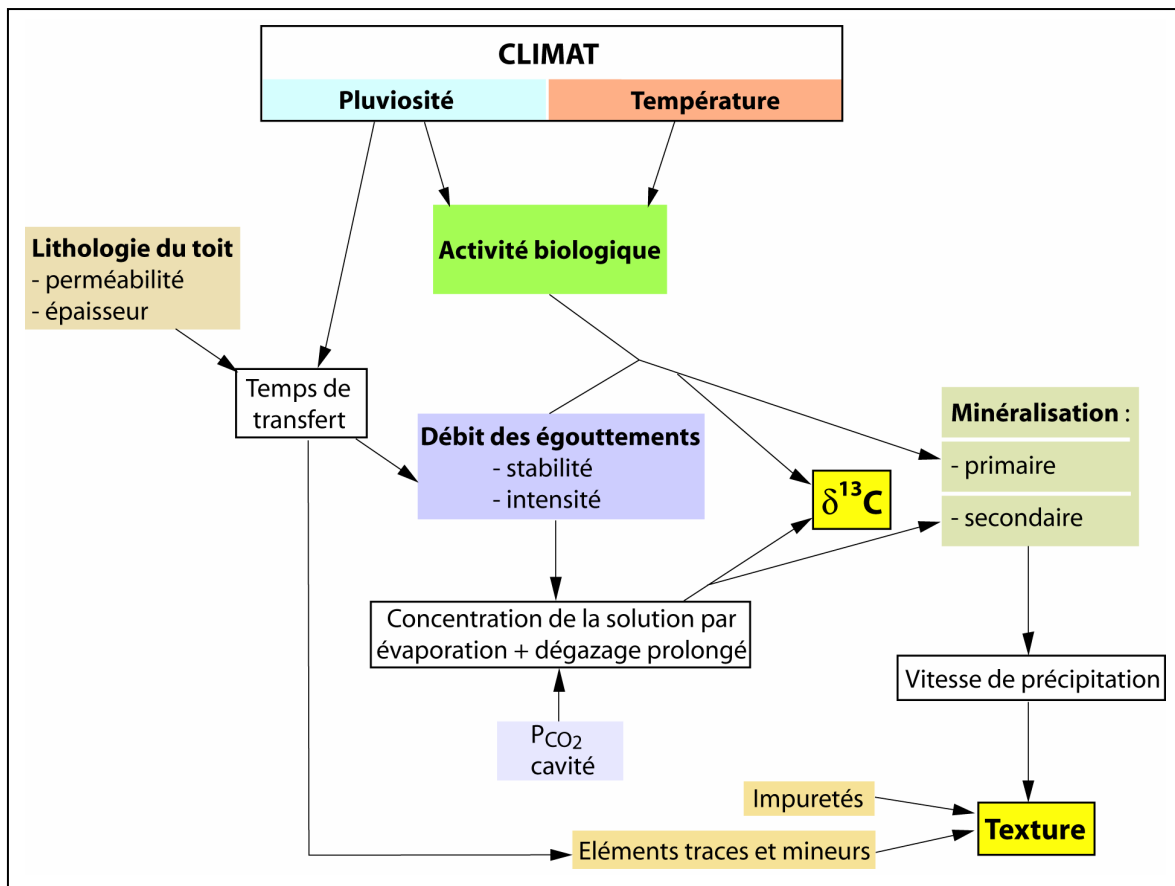 CLIMAT
Pluviosité
Température
Lithologie du toit
- perméabilité
- épaisseur
Activité biologique
Temps de
transfert
Débit des égouttements
- stabilité
- intensité
δ¹³C
Minéralisation :
- primaire
- secondaire
Concentration de la solution par
évaporation + dégazage prolongé
Vitesse de précipitation
PCO₂
cavité
Impuretés
Texture
Eléments traces et mineurs